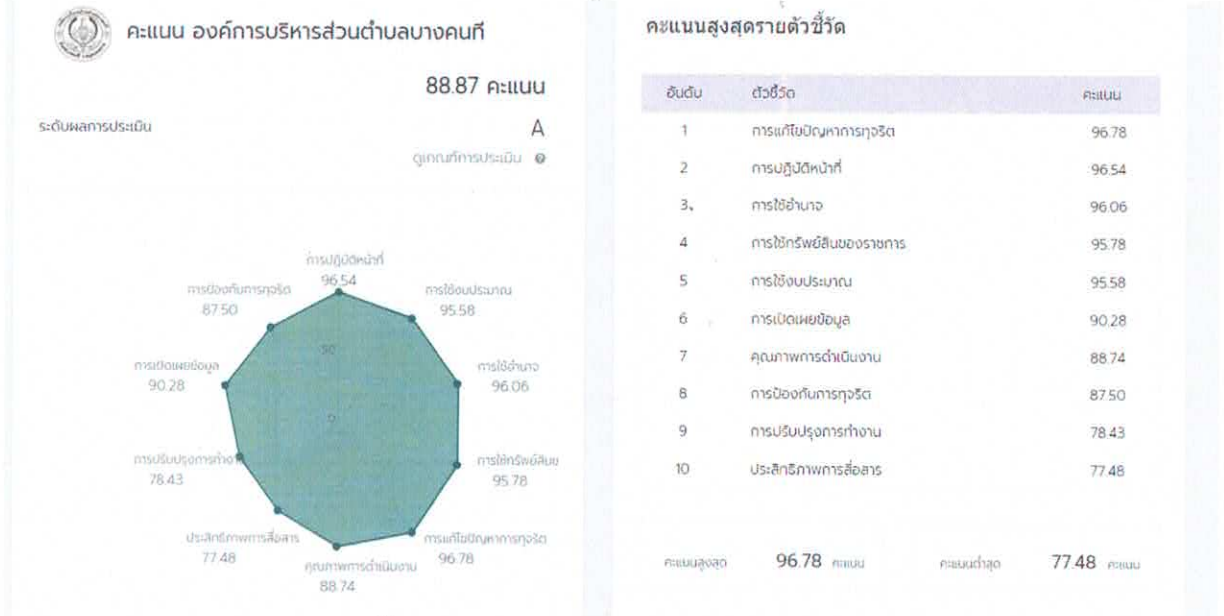 คะแนน องค์การบริหารส่วนตำบลบางคนที
88.87 คะแนน
ระดับผลการประเมิน A
ดูเกณฑ์การประเมิน
การปฏิบัติหน้าที่
96.54
การป้องกันการทุจริต
87.50
การใช้งบประมาณ
95.58
50
การเปิดเผยข้อมูล
90.28
การใช้อำนาจ
96.06
0
การปรับปรุงการทำงา
78.43
การใช้ทรัพย์สินข
95.78
ประสิทธิภาพการสื่อสาร
77.48
การแก้ไขปัญหาการทุจริต
96.78
คุณภาพการดำเนินงาน
88.74
คะแนนสูงสุดรายตัวชี้วัด
อันดับ ตัวชี้วัด คะแนน
1 การแก้ไขปัญหาการทุจริต 96.78
2 การปฏิบัติหน้าที่ 96.54
3 การใช้อำนาจ 96.06
4 การใช้ทรัพย์สินของราชการ 95.78
5 การใช้งบประมาณ 95.58
6 การเปิดเผยข้อมูล 90.28
7 คุณภาพการดำเนินงาน 88.74
8 การป้องกันการทุจริต 87.50
9 การปรับปรุงการทำงาน 78.43
10 ประสิทธิภาพการสื่อสาร 77.48
คะแนนสูงสุด 96.78 คะแนน คะแนนต่ำสุด 77.48 คะแนน